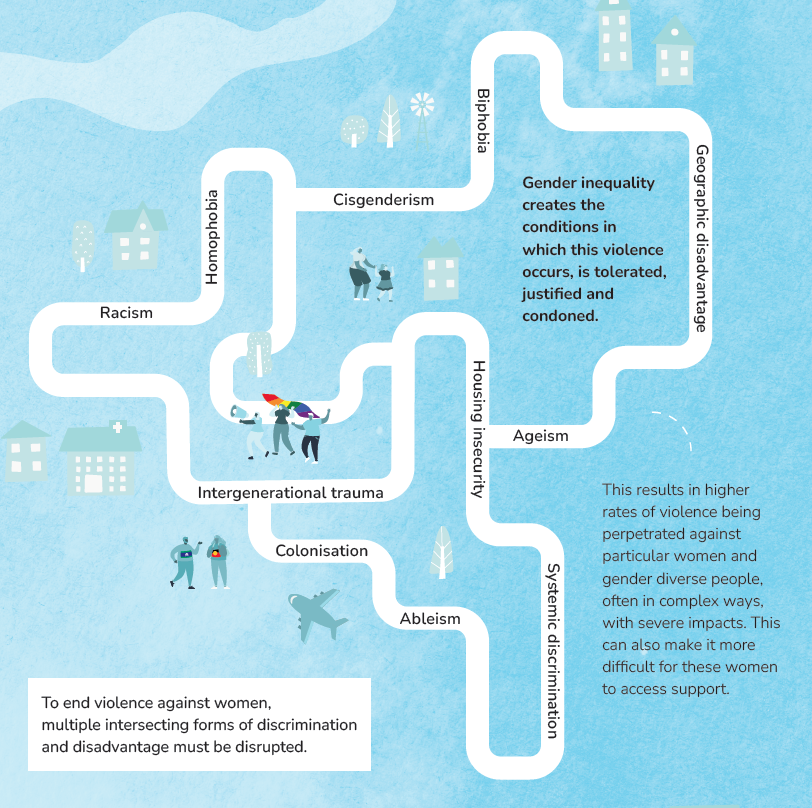 Biphobia
Geographic disadvantage
Homophobia
Cisgenderism
Gender inequality
creates the
conditions in
which this violence
occurs, is tolerated,
justified and
condoned.
Racism
Housing insecurity
Ageism
Intergenerational trauma
Colonisation
Ableism
Systemic discrimination
This results in higher
rates of violence being
perpetrated against
particular women and
gender diverse people,
often in complex ways,
with severe impacts. This
can also make it more
difficult for these women
to access support.
To end violence against women,
multiple intersecting forms of discrimination
and disadvantage must be disrupted.